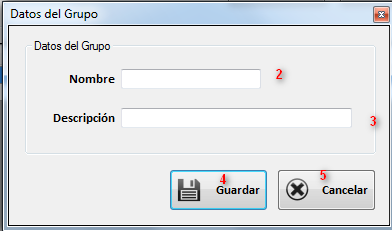 Datos del Grupo
Datos del Grupo
Nombre 2
Descripción 3
4 Guardar 5 Cancelar